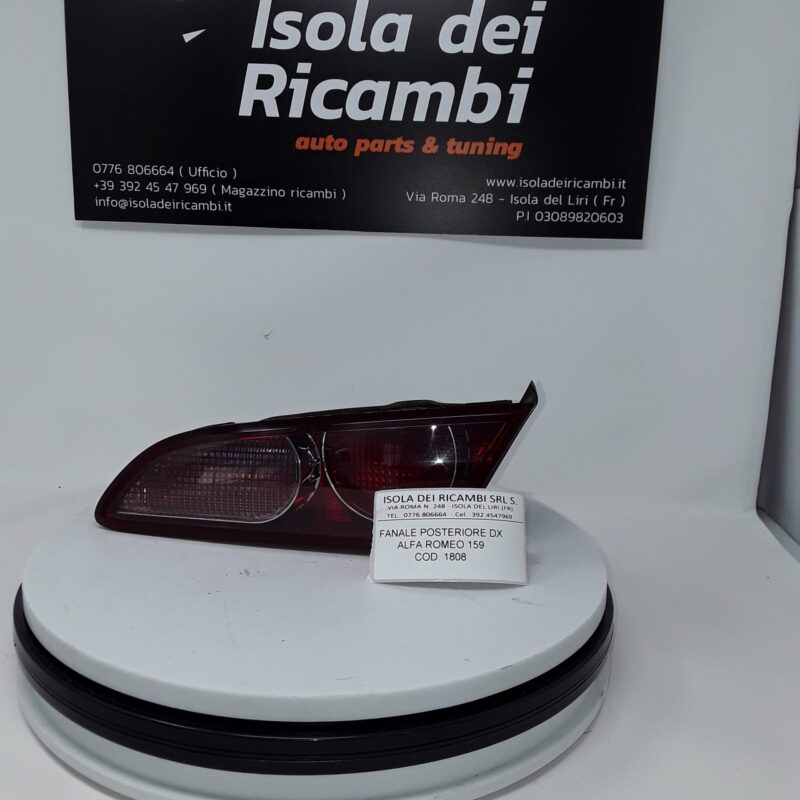 Isola dei
Ricambi
auto parts & tuning
0776 806664 ( Ufficio )
+39 392 45 47 969 ( Magazzino ricambi )
info@isoladeiricambi.it
www.isoladeiricambi.it
Via Roma 248 - Isola del Liri ( Fr )
P.I 03089820603
ISOLA DEI RICAMBI SRL S.
VIA ROMA N. 248 - ISOLA DEL LIRI (FR)
TEL. 0776.806664 - Cel. 392 4547969
FANALE POSTERIORE DX
ALFA ROMEO 159
COD. 1808